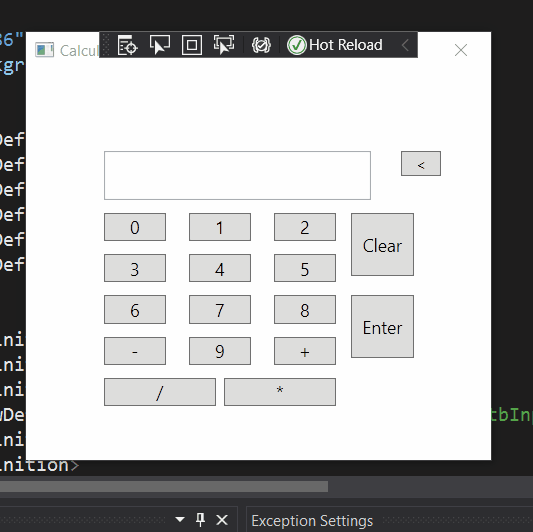 36"
Calcul
Hot Reload
kgr
Def
Def
Def
Def
Def
Def
<
0 1 2 Clear
3 4 5
6 7 8 Enter
- 9 +
/ *
ini
ini
ini
wDe tbInp
ini
inition>
Exception Settings